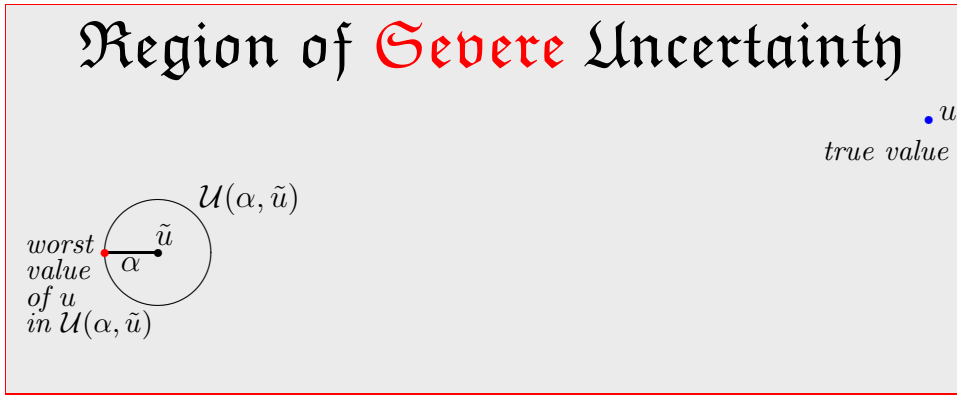 Region of Severe Uncertainty
u
true value
𝒰(α, ũ)
ũ
α
worst
value
of u
in 𝒰(α, ũ)